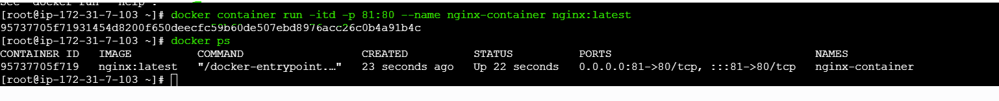 See 'docker run --help'.
[root@ip-172-31-7-103 ~]# docker container run -itd -p 81:80 --name nginx-container nginx:latest
95737705f71931454d8200f650deecfc59b60de507ebd8976acc26c0b4a91b4c
[root@ip-172-31-7-103 ~]# docker ps
CONTAINER ID IMAGE COMMAND CREATED STATUS PORTS NAMES
95737705f719 nginx:latest "/docker-entrypoint.…" 23 seconds ago Up 22 seconds 0.0.0.0:81->80/tcp, :::81->80/tcp nginx-container
[root@ip-172-31-7-103 ~]#